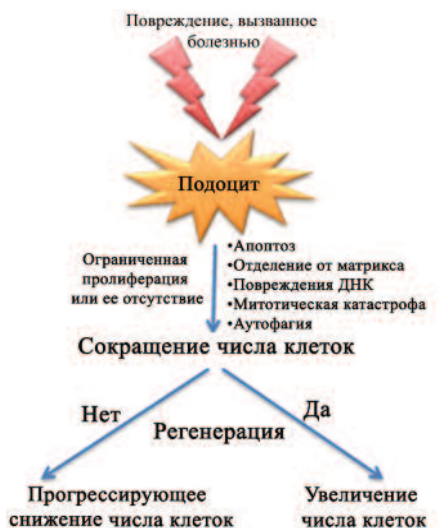 Повреждение, вызванное
болезнью
Подоцит
Ограниченная
пролиферация
или ее отсутствие
•Апоптоз
•Отделение от матрикса
•Повреждения ДНК
•Митотическая катастрофа
•Аутофагия
Сокращение числа клеток
Нет
Да
Регенерация
Прогрессирующее
снижение числа клеток
Увеличение
числа клеток